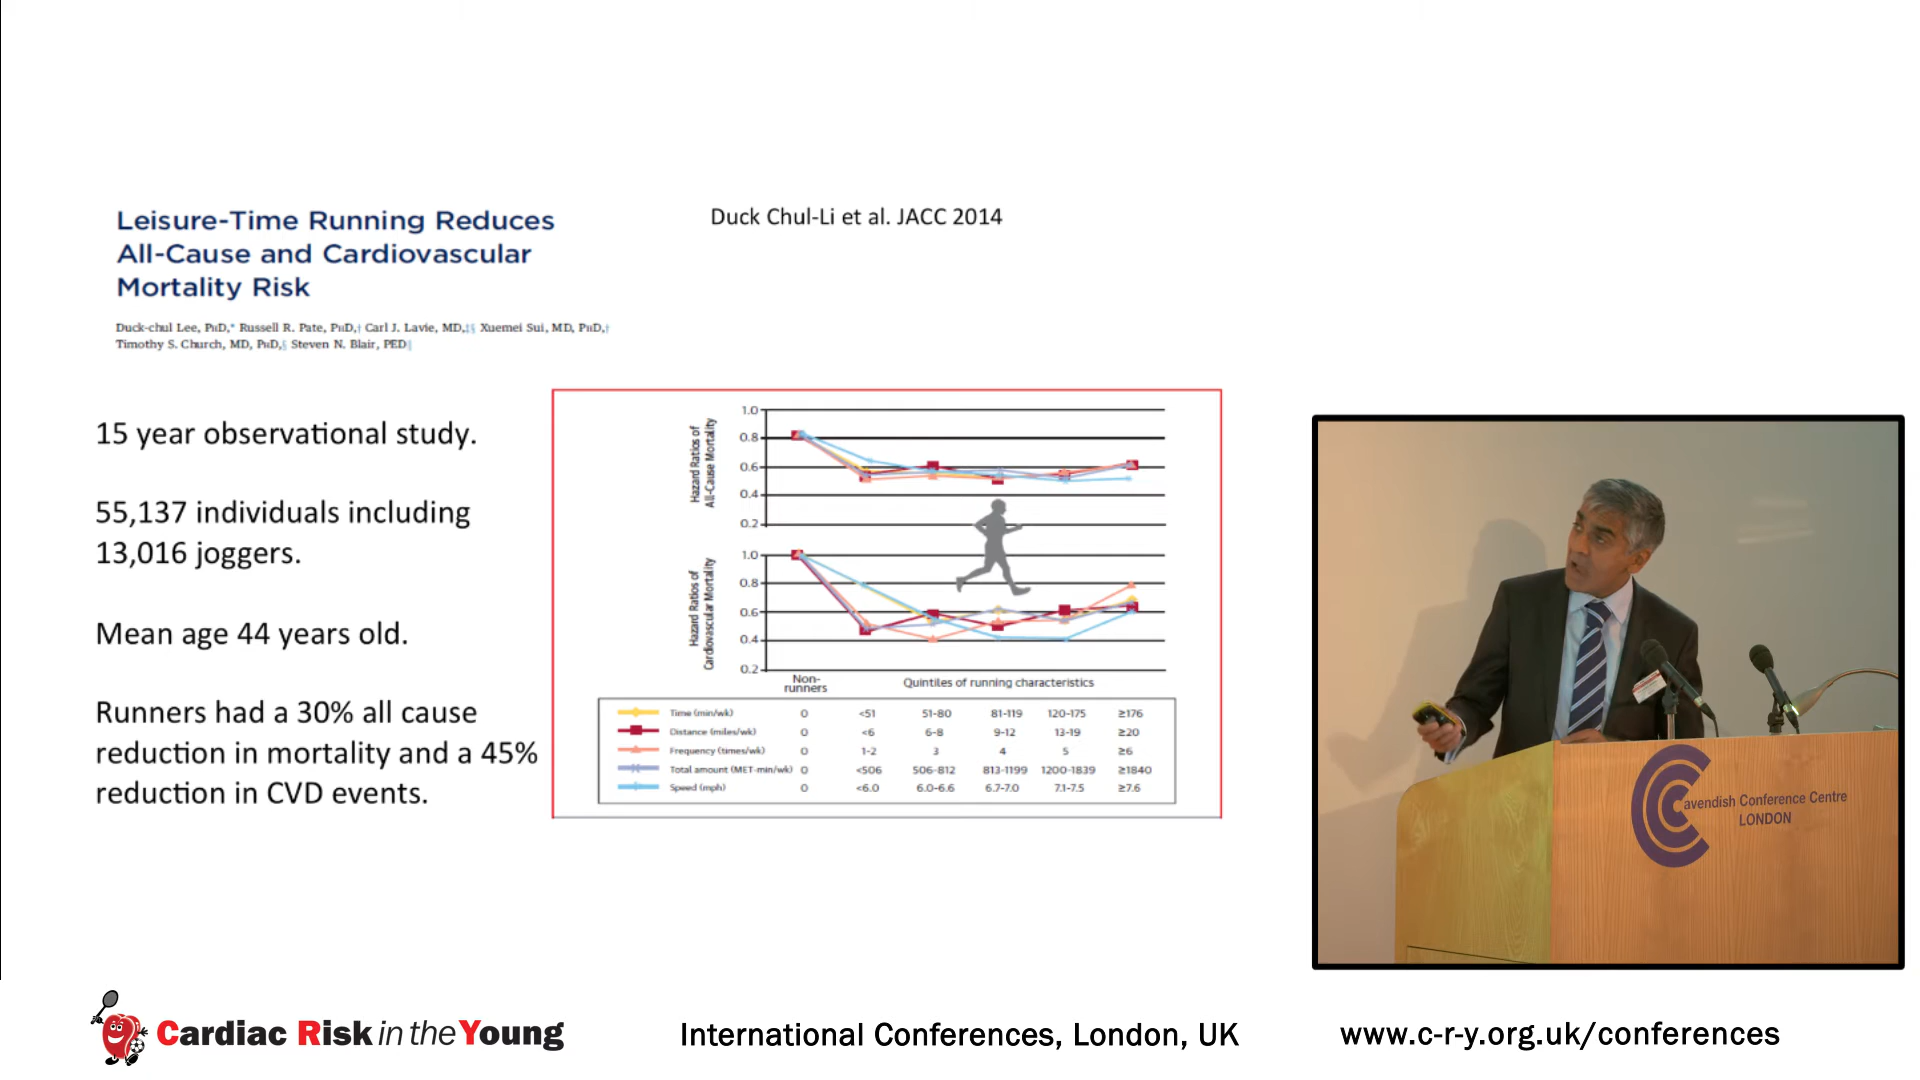 Leisure-Time Running Reduces
All-Cause and Cardiovascular
Mortality Risk
Duck Chul-Li et al. JACC 2014
Duck-chul Lee, PhD,* Russell R. Pate, PhD,† Carl J. Lavie, MD,‡§ Xuemei Sui, MD, PhD,†
Timothy S. Church, MD, PhD,§ Steven N. Blair, PED||
15 year observational study.
55,137 individuals including
13,016 joggers.
Mean age 44 years old.
Runners had a 30% all cause
reduction in mortality and a 45%
reduction in CVD events.
Hazard Ratios of
All-Cause Mortality
1.0
0.8
0.6
0.4
0.2
Hazard Ratios of
Cardiovascular Mortality
1.0
0.8
0.6
0.4
0.2
Non-
runners
Quintiles of running characteristics
Time (min/wk) 0 <51 51-80 81-119 120-175 ≥176
Distance (miles/wk) 0 <6 6-8 9-12 13-19 ≥20
Frequency (times/wk) 0 1-2 3 4 5 ≥6
Total amount (MET-min/wk) 0 <506 506-812 813-1199 1200-1839 ≥1840
Speed (mph) 0 <6.0 6.0-6.6 6.7-7.0 7.1-7.5 ≥7.6
Cavendish Conference Centre
LONDON
Cardiac Risk in the Young
International Conferences, London, UK
www.c-r-y.org.uk/conferences